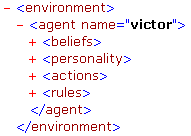 - <environment>
- <agent name="victor">
+ <beliefs>
+ <personality>
+ <actions>
+ <rules>
</agent>
</environment>